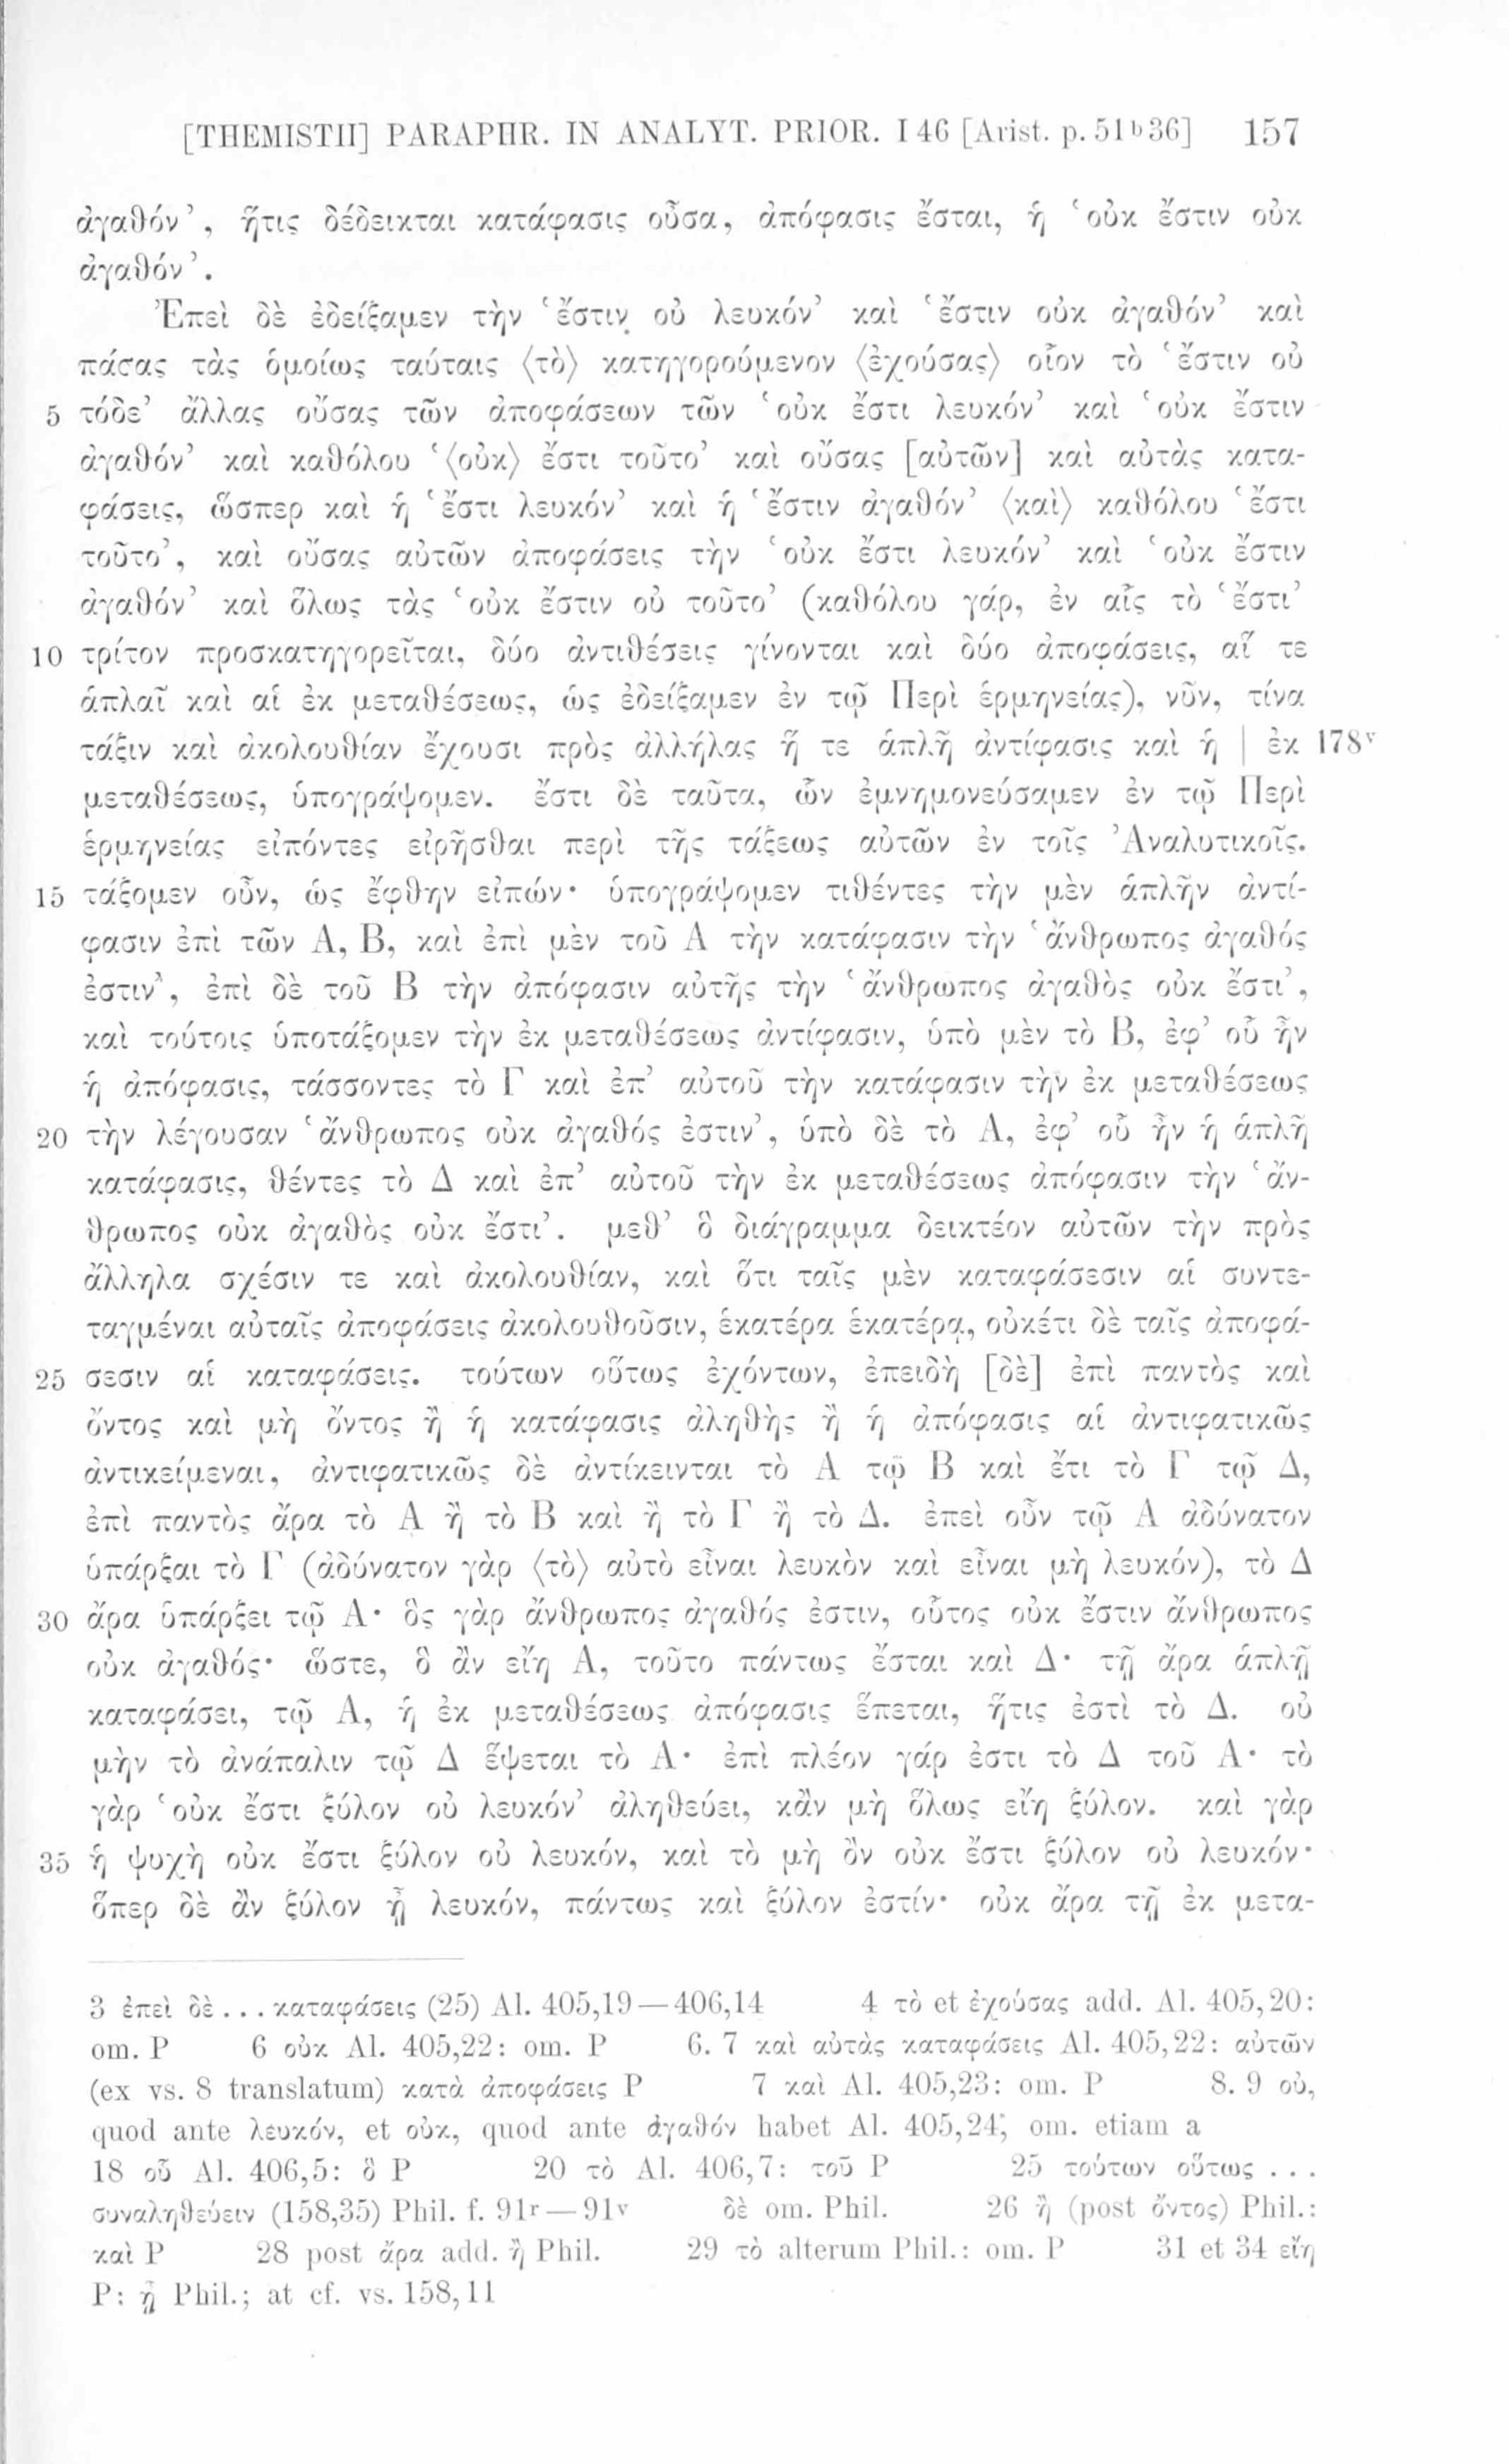 [THEMISTII] PARAPHR. IN ANALYT. PRIOR. I 46 [Arist. p. 51b36] 157
ἀγαθόν’, ἥτις δέδεικται κατάφασις οὖσα, ἀπόφασις ἔσται, ἡ ‘οὐκ ἔστιν οὐκ
ἀγαθόν’.
Ἐπεὶ δὲ ἐδείξαμεν τὴν ‘ἔστιν οὐ λευκόν’ καὶ ‘ἔστιν οὐκ ἀγαθόν’ καὶ
πάσας τὰς ὁμοίως ταύταις ⟨τὸ⟩ κατηγορούμενον ⟨ἐχούσας⟩ οἷον τὸ ‘ἔστιν οὐ
5 τόδε’ ἄλλας οὔσας τῶν ἀποφάσεων τῶν ‘οὐκ ἔστι λευκόν’ καὶ ‘οὐκ ἔστιν
ἀγαθόν’ καὶ καθόλου ‘⟨οὐκ⟩ ἔστι τοῦτο’ καὶ οὔσας [αὐτῶν] καὶ αὐτὰς κατα-
φάσεις, ὥσπερ καὶ ἡ ‘ἔστι λευκόν’ καὶ ἡ ‘ἔστιν ἀγαθόν’ ⟨καὶ⟩ καθόλου ‘ἔστι
τοῦτο’, καὶ οὔσας αὐτῶν ἀποφάσεις τὴν ‘οὐκ ἔστι λευκόν’ καὶ ‘οὐκ ἔστιν
ἀγαθόν’ καὶ ὅλως τὰς ‘οὐκ ἔστιν οὐ τοῦτο’ (καθόλου γάρ, ἐν αἷς τὸ ‘ἔστι’
10 τρίτον προσκατηγορεῖται, δύο ἀντιθέσεις γίνονται καὶ δύο ἀποφάσεις, αἵ τε
ἁπλαῖ καὶ αἱ ἐκ μεταθέσεως, ὡς ἐδείξαμεν ἐν τῷ Περὶ ἑρμηνείας), νῦν, τίνα
τάξιν καὶ ἀκολουθίαν ἔχουσι πρὸς ἀλλήλας ἥ τε ἁπλῆ ἀντίφασις καὶ ἡ | ἐκ 178v
μεταθέσεως, ὑπογράψομεν. ἔστι δὲ ταῦτα, ὧν ἐμνημονεύσαμεν ἐν τῷ Περὶ
ἑρμηνείας εἰπόντες εἰρῆσθαι περὶ τῆς τάξεως αὐτῶν ἐν τοῖς Ἀναλυτικοῖς.
15 τάξομεν οὖν, ὡς ἔφθην εἰπών· ὑπογράψομεν τιθέντες τὴν μὲν ἁπλῆν ἀντί-
φασιν ἐπὶ τῶν Α, Β, καὶ ἐπὶ μὲν τοῦ Α τὴν κατάφασιν τὴν ‘ἄνθρωπος ἀγαθός
ἐστιν’, ἐπὶ δὲ τοῦ Β τὴν ἀπόφασιν αὐτῆς τὴν ‘ἄνθρωπος ἀγαθὸς οὐκ ἔστι’,
καὶ τούτοις ὑποτάξομεν τὴν ἐκ μεταθέσεως ἀντίφασιν, ὑπὸ μὲν τὸ Β, ἐφ’ οὗ ἦν
ἡ ἀπόφασις, τάσσοντες τὸ Γ καὶ ἐπ’ αὐτοῦ τὴν κατάφασιν τὴν ἐκ μεταθέσεως
20 τὴν λέγουσαν ‘ἄνθρωπος οὐκ ἀγαθός ἐστιν’, ὑπὸ δὲ τὸ Α, ἐφ’ οὗ ἦν ἡ ἁπλῆ
κατάφασις, θέντες τὸ Δ καὶ ἐπ’ αὐτοῦ τὴν ἐκ μεταθέσεως ἀπόφασιν τὴν ‘ἄν-
θρωπος οὐκ ἀγαθὸς οὐκ ἔστι’. μεθ’ ὃ διάγραμμα δεικτέον αὐτῶν τὴν πρὸς
ἄλληλα σχέσιν τε καὶ ἀκολουθίαν, καὶ ὅτι ταῖς μὲν καταφάσεσιν αἱ συντε-
ταγμέναι αὐταῖς ἀποφάσεις ἀκολουθοῦσιν, ἑκατέρα ἑκατέρᾳ, οὐκέτι δὲ ταῖς ἀποφά-
25 σεσιν αἱ καταφάσεις. τούτων οὕτως ἐχόντων, ἐπειδὴ [δὲ] ἐπὶ παντὸς καὶ
ὄντος καὶ μὴ ὄντος ἢ ἡ κατάφασις ἀληθὴς ἢ ἡ ἀπόφασις αἱ ἀντιφατικῶς
ἀντικείμεναι, ἀντιφατικῶς δὲ ἀντίκεινται τὸ Α τῷ Β καὶ ἔτι τὸ Γ τῷ Δ,
ἐπὶ παντὸς ἄρα τὸ Α ἢ τὸ Β καὶ ἢ τὸ Γ ἢ τὸ Δ. ἐπεὶ οὖν τῷ Α ἀδύνατον
ὑπάρξαι τὸ Γ (ἀδύνατον γὰρ ⟨τὸ⟩ αὐτὸ εἶναι λευκὸν καὶ εἶναι μὴ λευκόν), τὸ Δ
30 ἄρα ὑπάρξει τῷ Α· ὃς γὰρ ἄνθρωπος ἀγαθός ἐστιν, οὗτος οὐκ ἔστιν ἄνθρωπος
οὐκ ἀγαθός· ὥστε, ὃ ἂν εἴη Α, τοῦτο πάντως ἔσται καὶ Δ· τῇ ἄρα ἁπλῇ
καταφάσει, τῷ Α, ἡ ἐκ μεταθέσεως ἀπόφασις ἕπεται, ἥτις ἐστὶ τὸ Δ. οὐ
μὴν τὸ ἀνάπαλιν τῷ Δ ἕψεται τὸ Α· ἐπὶ πλέον γάρ ἐστι τὸ Δ τοῦ Α· τὸ
γὰρ ‘οὐκ ἔστι ξύλον οὐ λευκόν’ ἀληθεύει, κἂν μὴ ὅλως εἴη ξύλον. καὶ γὰρ
35 ἡ ψυχὴ οὐκ ἔστι ξύλον οὐ λευκόν, καὶ τὸ μὴ ὂν οὐκ ἔστι ξύλον οὐ λευκόν·
ὅπερ δὲ ἂν ξύλον ᾖ λευκόν, πάντως καὶ ξύλον ἐστίν· οὐκ ἄρα τῇ ἐκ μετα-
3 ἐπεὶ δὲ ... καταφάσεις (25) Al. 405,19—406,14 4 τὸ et ἐχούσας add. Al. 405,20:
om. P 6 οὐκ Al. 405,22: om. P 6. 7 καὶ αὐτὰς καταφάσεις Al. 405,22: αὐτῶν
(ex vs. 8 translatum) κατὰ ἀποφάσεις P 7 καὶ Al. 405,23: om. P 8. 9 οὐ,
quod ante λευκόν, et οὐκ, quod ante ἀγαθόν habet Al. 405,24, om. etiam a
18 οὗ Al. 406,5: ὃ P 20 τὸ Al. 406,7: τοῦ P 25 τούτων οὕτως ...
συναληθεύειν (158,35) Phil. f. 91r—91v δὲ om. Phil. 26 ἢ (post ὄντος) Phil.:
καὶ P 28 post ἄρα add. ἢ Phil. 29 τὸ alterum Phil.: om. P 31 et 34 εἴη
P: ᾖ Phil.; at cf. vs. 158,11